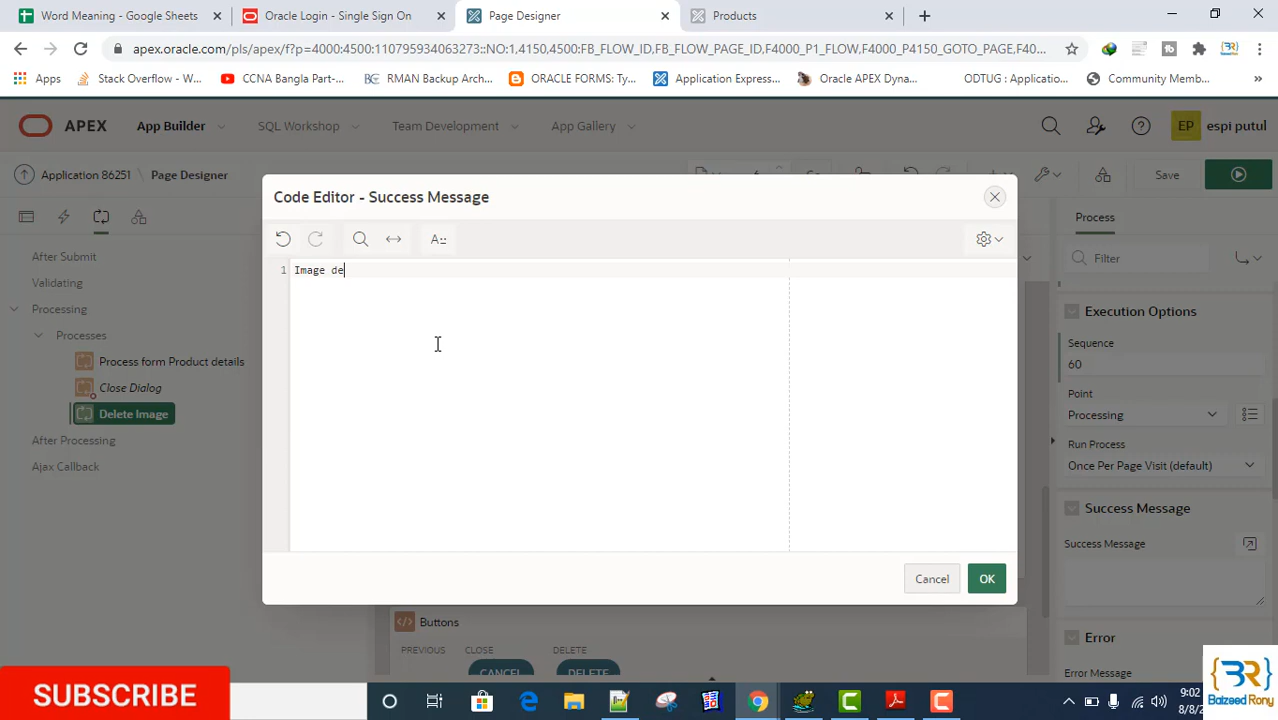 Word Meaning - Google Sheets
Oracle Login - Single Sign On
Page Designer
Products
apex.oracle.com/pls/apex/f?p=4000:4500:110795934563273::NO:1,4150,4500:FB_FLOW_ID,FB_FLOW_PAGE_ID,F4000_P1_FLOW,F4000_P4150_GOTO_PAGE,F40...
Apps
Stack Overflow - W...
CCNA Bangla Part-...
RMAN Backup Arch...
ORACLE FORMS: Ty...
Application Express...
Oracle APEX Dyna...
ODTUG : Applicatio...
Community Memb...
APEX
App Builder
SQL Workshop
Team Development
App Gallery
EP
espi putul
Application 86251
Page Designer
Save
Code Editor - Success Message
1 Image de
Cancel
OK
After Submit
Validating
Processing
Processes
Process form Product details
Close Dialog
Delete Image
After Processing
Ajax Callback
Process
Filter
Execution Options
Sequence
60
Point
Processing
Run Process
Once Per Page Visit (default)
Success Message
Success Message
Error
Error Message
Buttons
PREVIOUS
CLOSE
DELETE
CANCEL
DELETE
SUBSCRIBE
9:02
8/8/
BR
Baizeed Rony